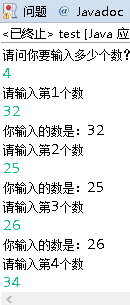 问题 @ Javadoc
<已终止> test [Java 应
请问你要输入多少个数?
4
请输入第1个数
32
你输入的数是: 32
请输入第2个数
25
你输入的数是: 25
请输入第3个数
26
你输入的数是: 26
请输入第4个数
34